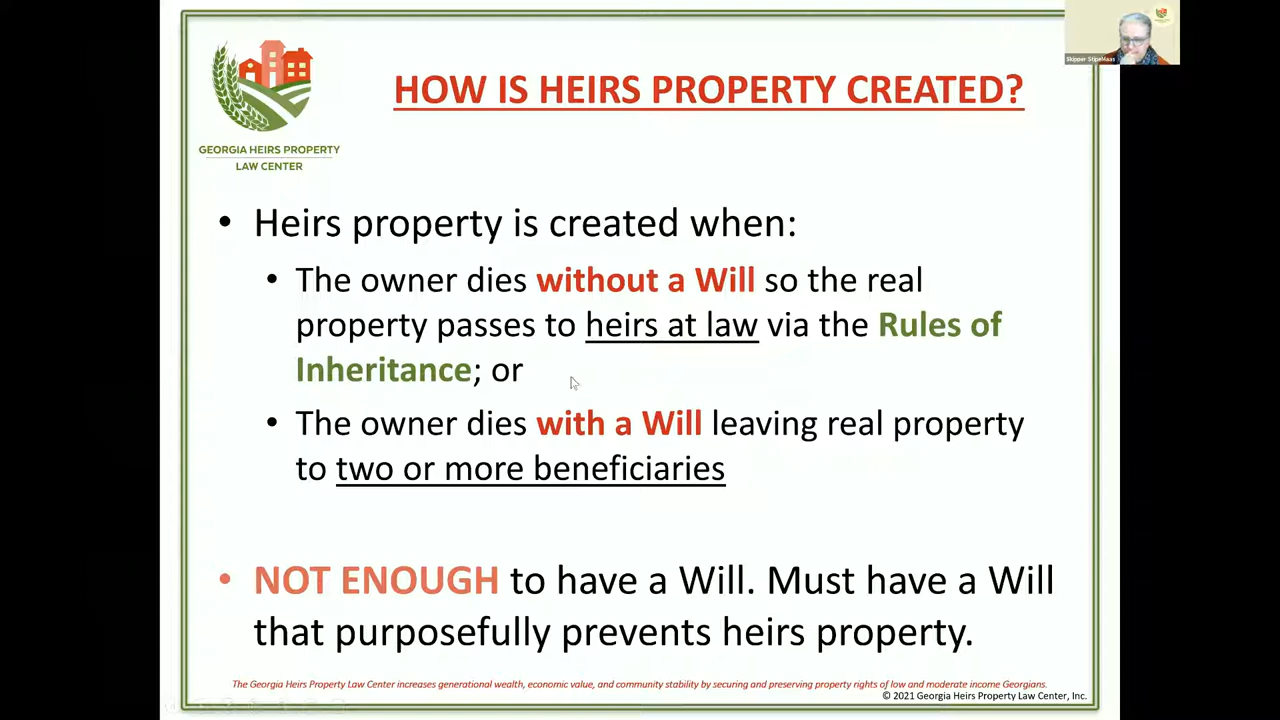 Skipper StipeMaas
HOW IS HEIRS PROPERTY CREATED?
GEORGIA HEIRS PROPERTY
LAW CENTER
• Heirs property is created when:
• The owner dies without a Will so the real
property passes to heirs at law via the Rules of
Inheritance; or
• The owner dies with a Will leaving real property
to two or more beneficiaries
• NOT ENOUGH to have a Will. Must have a Will
that purposefully prevents heirs property.
The Georgia Heirs Property Law Center increases generational wealth, economic value, and community stability by securing and preserving property rights of low and moderate income Georgians.
© 2021 Georgia Heirs Property Law Center, Inc.